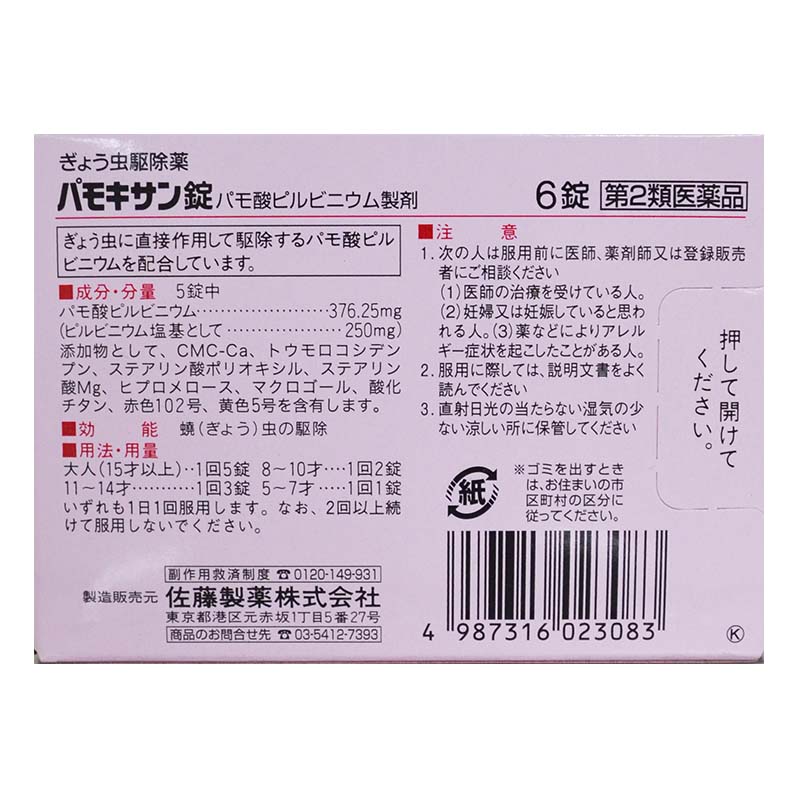 ぎょう虫駆除薬
パモキサン錠 パモ酸ピルビニウム製剤
6錠 第2類医薬品
ぎょう虫に直接作用して駆除するパモ酸ピル
ビニウムを配合しています。
■成分・分量 5錠中
パモ酸ピルビニウム……………………376.25mg
(ピルビニウム塩基として………………250mg)
添加物として、CMC-Ca、トウモロコシデン
プン、ステアリン酸ポリオキシル、ステアリン
酸Mg、ヒプロメロース、マクロゴール、酸化
チタン、赤色102号、黄色5号を含有します。
■効 能 蟯(ぎょう)虫の駆除
■用法・用量
大人(15才以上)‥1回5錠 8〜10才‥‥1回2錠
11〜14才…………1回3錠 5〜7才……1回1錠
いずれも1日1回服用します。なお、2回以上続
けて服用しないでください。
副作用救済制度 ☎0120-149-931
製造販売元 佐藤製薬株式会社
東京都港区元赤坂1丁目5番27号
商品のお問合せ先 ☎03-5412-7393
■注 意
1. 次の人は服用前に医師、薬剤師又は登録販売
者にご相談ください
(1)医師の治療を受けている人。
(2)妊婦又は妊娠していると思わ
れる人。(3)薬などによりアレル
ギー症状を起こしたことがある人。
2. 服用に際しては、説明文書をよく
読んでください
3. 直射日光の当たらない湿気の少
ない涼しい所に保管してください
紙
※ゴミを出すとき
は、お住まいの市
区町村の区分に
従ってください。
4 987316 023083
K
押して開けて
ください。